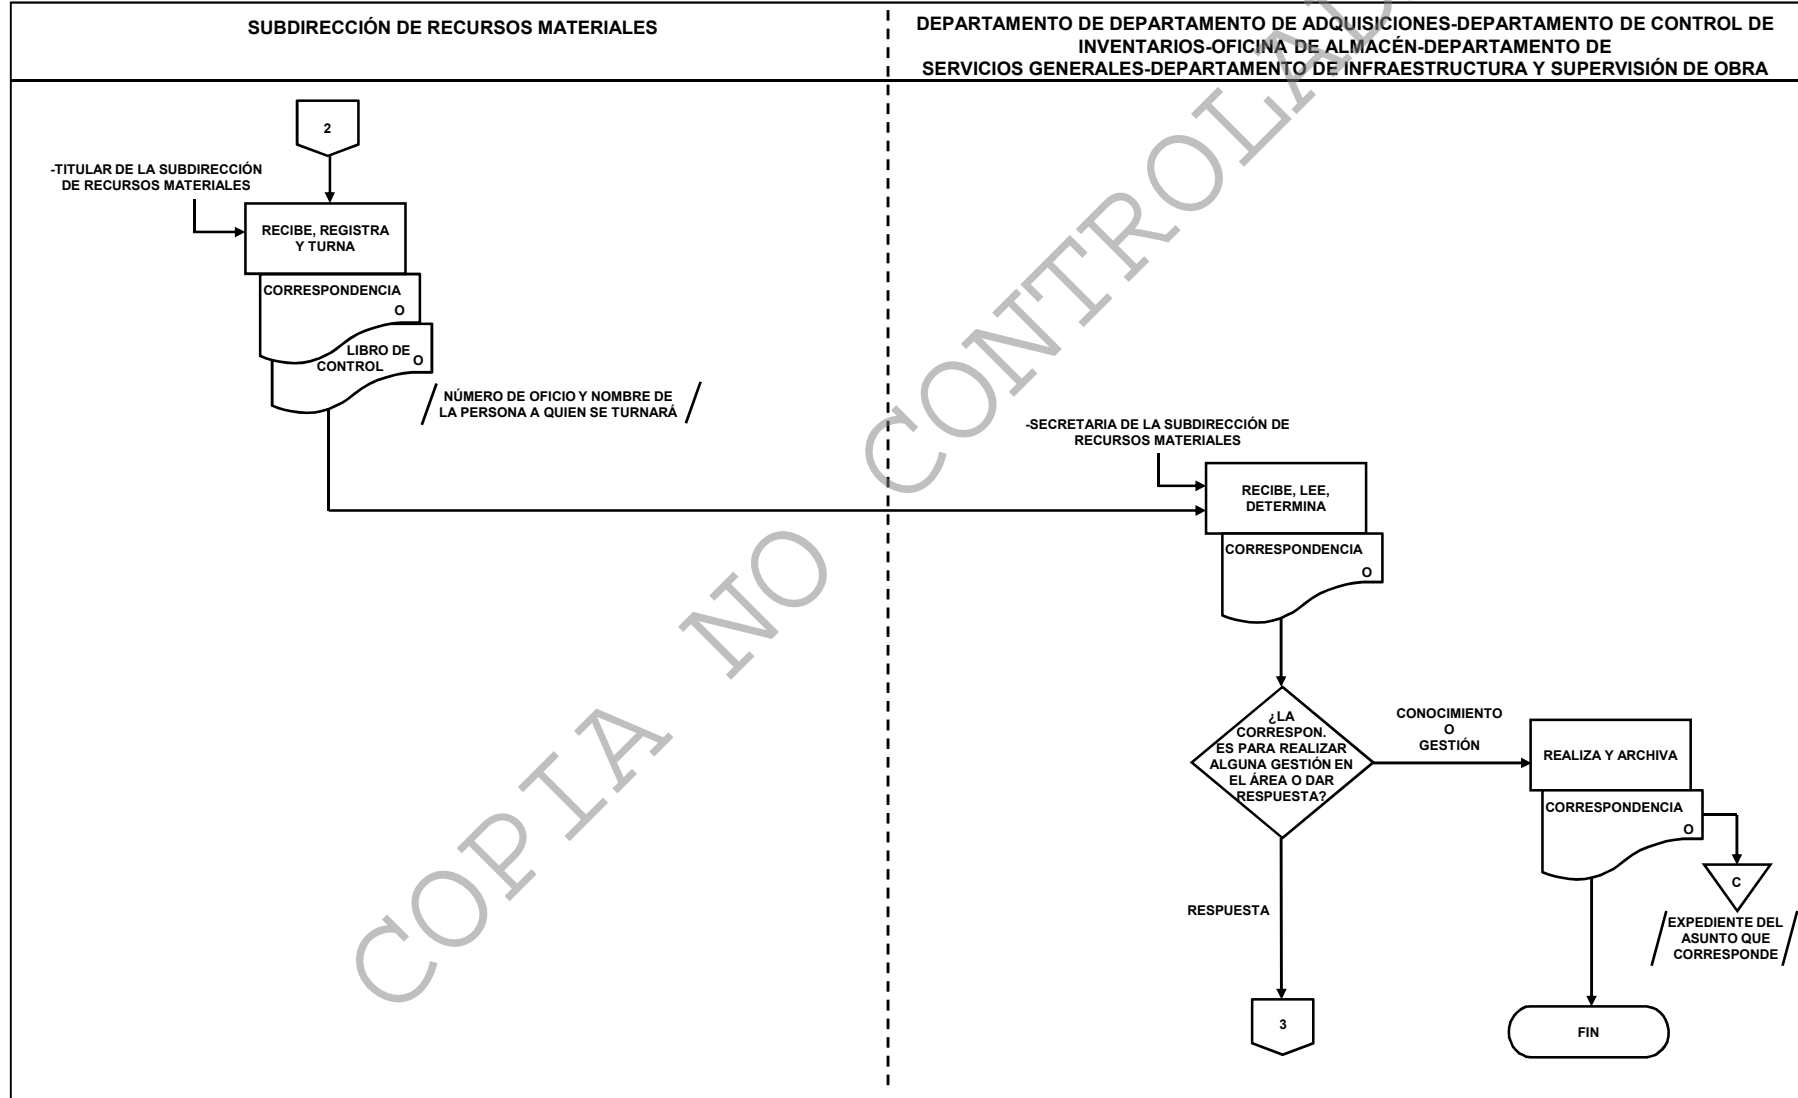 SUBDIRECCIÓN DE RECURSOS MATERIALES
DEPARTAMENTO DE DEPARTAMENTO DE ADQUISICIONES-DEPARTAMENTO DE CONTROL DE
INVENTARIOS-OFICINA DE ALMACÉN-DEPARTAMENTO DE
SERVICIOS GENERALES-DEPARTAMENTO DE INFRAESTRUCTURA Y SUPERVISIÓN DE OBRA
2
-TITULAR DE LA SUBDIRECCIÓN
DE RECURSOS MATERIALES
RECIBE, REGISTRA
Y TURNA
CORRESPONDENCIA
O
LIBRO DE
CONTROL
O
NÚMERO DE OFICIO Y NOMBRE DE
LA PERSONA A QUIEN SE TURNARÁ
-SECRETARIA DE LA SUBDIRECCIÓN DE
RECURSOS MATERIALES
RECIBE, LEE,
DETERMINA
CORRESPONDENCIA
O
¿LA
CORRESPON.
ES PARA REALIZAR
ALGUNA GESTIÓN EN
EL ÁREA O DAR
RESPUESTA?
CONOCIMIENTO
O
GESTIÓN
REALIZA Y ARCHIVA
CORRESPONDENCIA
O
C
EXPEDIENTE DEL
ASUNTO QUE
CORRESPONDE
RESPUESTA
3
FIN
COPIA NO CONTROLAD